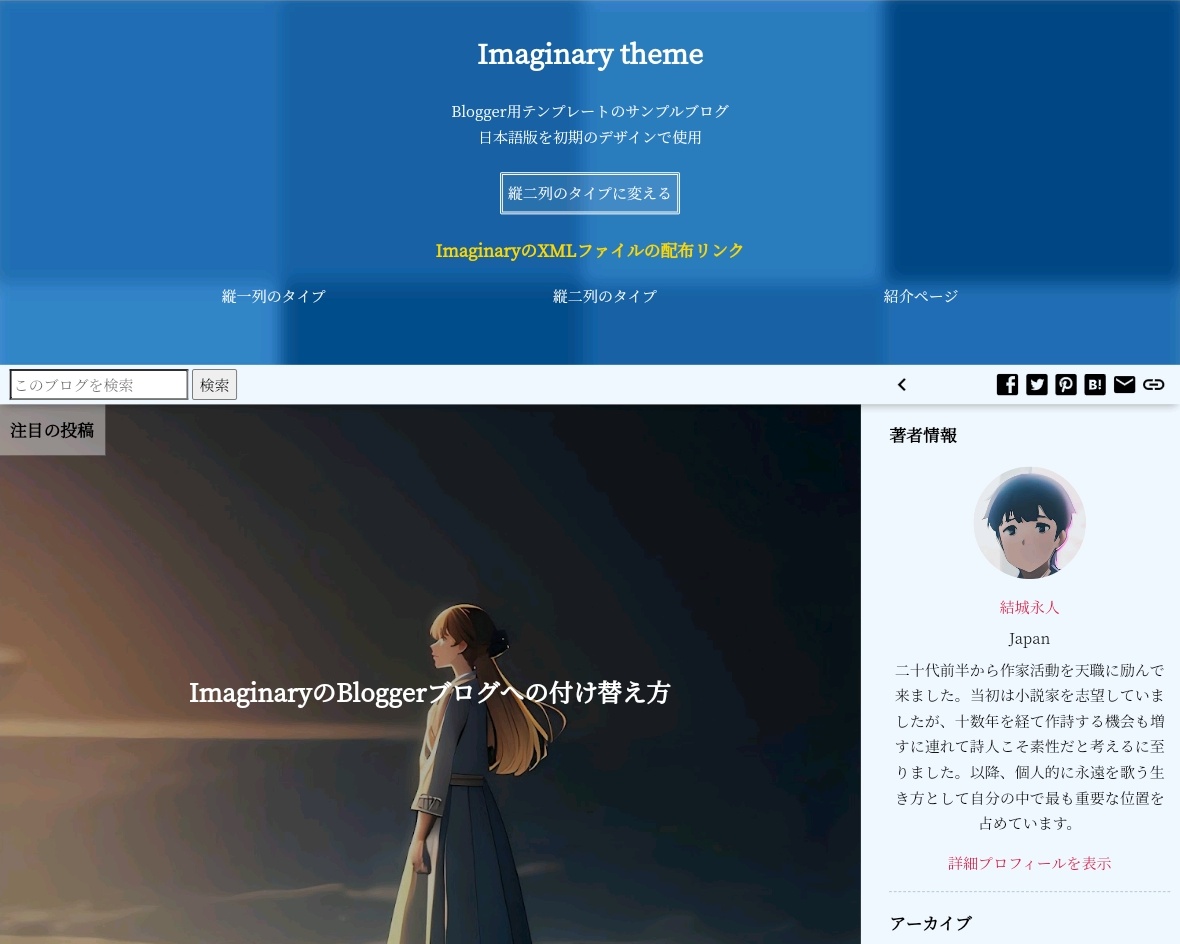 Imaginary theme
Blogger用テンプレートのサンプルブログ
日本語版を初期のデザインで使用
縦二列のタイプに変える
ImaginaryのXMLファイルの配布リンク
縦一列のタイプ 縦二列のタイプ 紹介ページ
このブログを検索 検索
B!
注目の投稿
ImaginaryのBloggerブログへの付け替え方
著者情報
結城永人
Japan
二十代前半から作家活動を天職に励んで
来ました。当初は小説家を志望していま
したが、十数年を経て作詩する機会も増
すに連れて詩人こそ素性だと考えるに至
りました。以降、個人的に永遠を歌う生
き方として自分の中で最も重要な位置を
占めています。
詳細プロフィールを表示
アーカイブ